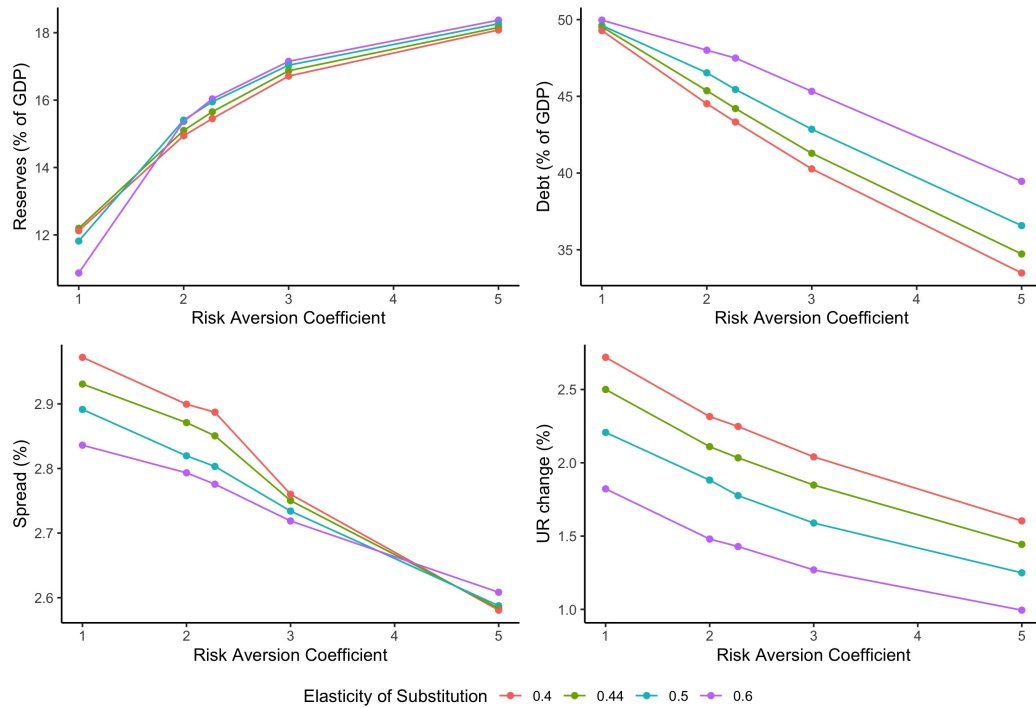 Reserves (% of GDP)
18
16
14
12
1 2 3 4 5
Risk Aversion Coefficient
Debt (% of GDP)
50
45
40
35
1 2 3 4 5
Risk Aversion Coefficient
Spread (%)
2.9
2.8
2.7
2.6
1 2 3 4 5
Risk Aversion Coefficient
UR change (%)
2.5
2.0
1.5
1.0
1 2 3 4 5
Risk Aversion Coefficient
Elasticity of Substitution 0.4 0.44 0.5 0.6